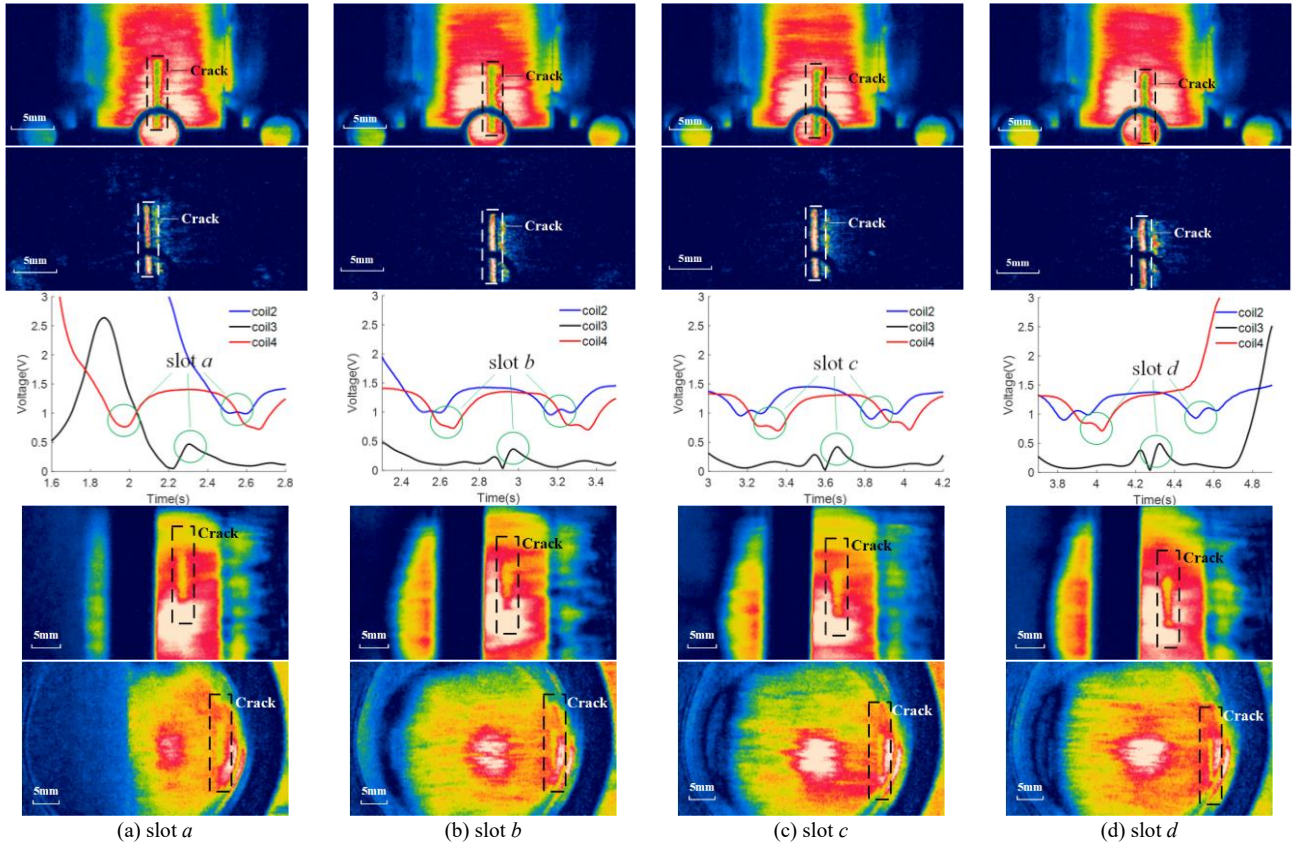 Crack
5mm
Crack
5mm
Crack
5mm
Crack
5mm
Crack
5mm
Crack
5mm
Crack
5mm
Crack
5mm
3
2.5
2
1.5
1
0.5
0
Voltage(V)
1.6 1.8 2 2.2 2.4 2.6 2.8
Time(s)
coil2
coil3
coil4
slot a
3
2.5
2
1.5
1
0.5
0
Voltage(V)
2.4 2.6 2.8 3 3.2 3.4
Time(s)
coil2
coil3
coil4
slot b
3
2.5
2
1.5
1
0.5
0
Voltage(V)
3 3.2 3.4 3.6 3.8 4 4.2
Time(s)
coil2
coil3
coil4
slot c
3
2.5
2
1.5
1
0.5
0
Voltage(V)
3.8 4 4.2 4.4 4.6 4.8
Time(s)
coil2
coil3
coil4
slot d
Crack
5mm
Crack
5mm
Crack
5mm
Crack
5mm
Crack
5mm
Crack
5mm
Crack
5mm
Crack
5mm
(a) slot a
(b) slot b
(c) slot c
(d) slot d